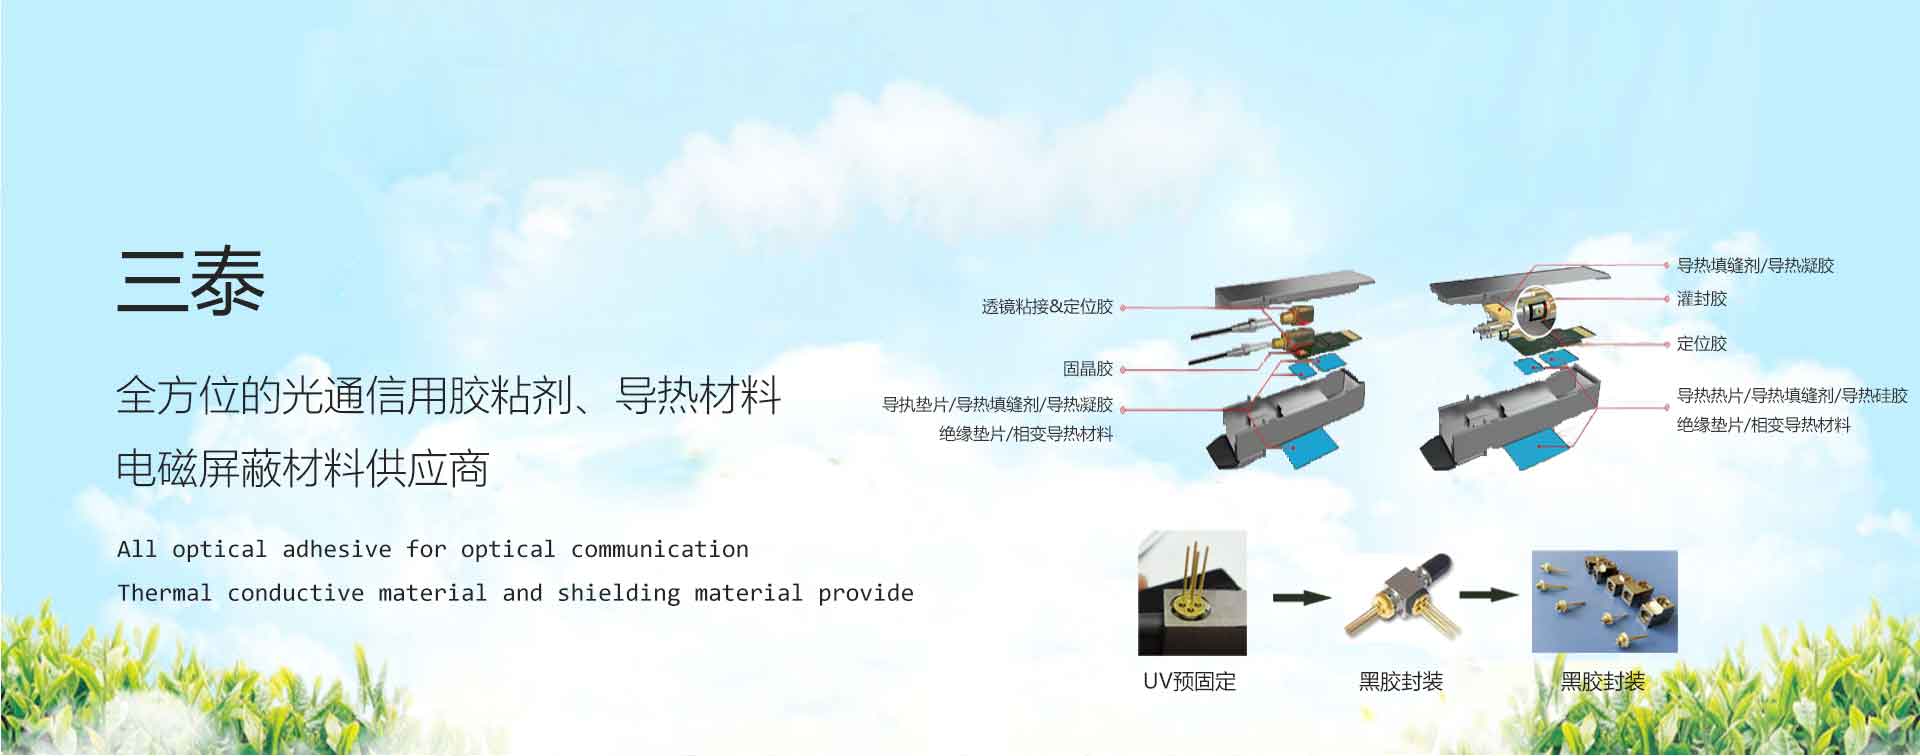 三泰
全方位的光通信用胶粘剂、导热材料
电磁屏蔽材料供应商
All optical adhesive for optical communication
Thermal conductive material and shielding material provide
透镜粘接&定位胶
固晶胶
导执垫片/导热填缝剂/导热凝胶
绝缘垫片/相变导热材料
导热填缝剂/导热凝胶
灌封胶
定位胶
导热热片/导热填缝剂/导热硅胶
绝缘垫片/相变导热材料
UV预固定
黑胶封装
黑胶封装